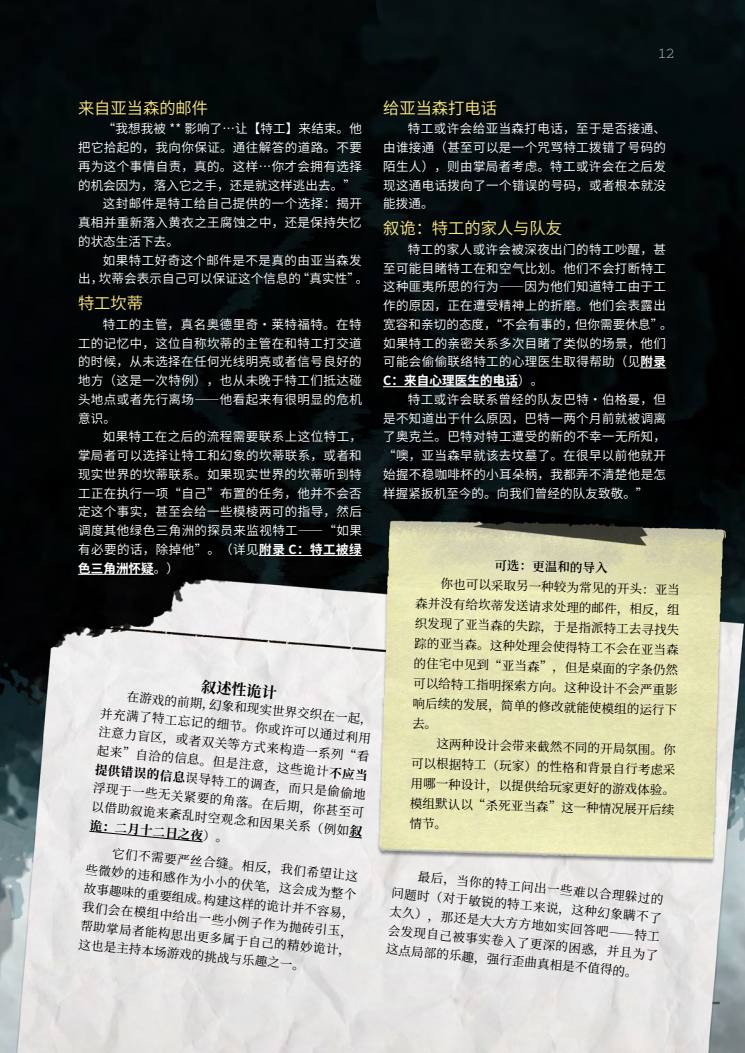 12
来自亚当森的邮件
“我想我被 ** 影响了…让【特工】来结束。他
把它拾起的，我向你保证。通往解答的道路。不要
再为这个事情自责，真的。这样…你才会拥有选择
的机会因为，落入它之手，还是就这样逃出去。”
这封邮件是特工给自己提供的一个选择：揭开
真相并重新落入黄衣之王腐蚀之中，还是保持失忆
的状态生活下去。
如果特工好奇这个邮件是不是真的由亚当森发
出，坎蒂会表示自己可以保证这个信息的“真实性”。
特工坎蒂
特工的主管，真名奥德里奇·莱特福特。在特
工的记忆中，这位自称坎蒂的主管在和特工打交道
的时候，从未选择在任何光线明亮或者信号良好的
地方（这是一次特例），也从未晚于特工们抵达碰
头地点或者先行离场——他看起来有很明显的危机
意识。
如果特工在之后的流程需要联系上这位特工，
掌局者可以选择让特工和幻象的坎蒂联系，或者和
现实世界的坎蒂联系。如果现实世界的坎蒂听到特
工正在执行一项“自己”布置的任务，他并不会否
定这个事实，甚至会给一些模棱两可的指导，然后
调度其他绿色三角洲的探员来监视特工——“如果
有必要的话，除掉他”。（详见附录 C：特工被绿
色三角洲怀疑。）
给亚当森打电话
特工或许会给亚当森打电话，至于是否接通、
由谁接通（甚至可以是一个咒骂特工拨错了号码的
陌生人），则由掌局者考虑。特工或许会在之后发
现这通电话拨向了一个错误的号码，或者根本就没
能拨通。
叙诡：特工的家人与队友
特工的家人或许会被深夜出门的特工吵醒，甚
至可能目睹特工在和空气比划。他们不会打断特工
这种匪夷所思的行为——因为他们知道特工由于工
作的原因，正在遭受精神上的折磨。他们会表露出
宽容和亲切的态度，“不会有事的，但你需要休息”。
如果特工的亲密关系多次目睹了类似的场景，他们
可能会偷偷联络特工的心理医生取得帮助（见附录
C：来自心理医生的电话）。
特工或许会联系曾经的队友巴特·伯格曼，但
是不知道出于什么原因，巴特一两个月前就被调离
了奥克兰。巴特对特工遭受的新的不幸一无所知，
“噢，亚当森早就该去坟墓了。在很早以前他就开
始握不稳咖啡杯的小耳朵柄，我都弄不清楚他是怎
样握紧扳机至今的。向我们曾经的队友致敬。”
可选：更温和的导入
你也可以采取另一种较为常见的开头：亚当
森并没有给坎蒂发送请求处理的邮件，相反，组
织发现了亚当森的失踪，于是指派特工去寻找失
踪的亚当森。这种处理会使得特工不会在亚当森
的住宅中见到“亚当森”，但是桌面的字条仍然
可以给特工指明探索方向。这种设计不会严重影
响后续的发展，简单的修改就能使模组的运行下
去。
这两种设计会带来截然不同的开局氛围。你
可以根据特工（玩家）的性格和背景自行考虑采
用哪一种设计，以提供给玩家更好的游戏体验。
模组默认以“杀死亚当森”这一种情况展开后续
情节。
叙述性诡计
在游戏的前期，幻象和现实世界交织在一起，
并充满了特工忘记的细节。你或许可以通过利用
注意力盲区，或者双关等方式来构造一系列“看
起来”自洽的信息。但是注意，这些诡计不应当
提供错误的信息误导特工的调查，而只是偷偷地
浮现于一些无关紧要的角落。在后期，你甚至可
以借助叙诡来紊乱时空观念和因果关系（例如叙
诡：二月十二日之夜）。
它们不需要严丝合缝。相反，我们希望让这
些微妙的违和感作为小小的伏笔，这会成为整个
故事趣味的重要组成。构建这样的诡计并不容易，
我们会在模组中给出一些小例子作为抛砖引玉，
帮助掌局者能构思出更多属于自己的精妙诡计，
这也是主持本场游戏的挑战与乐趣之一。
最后，当你的特工问出一些难以合理躲过的
问题时（对于敏锐的特工来说，这种幻象瞒不了
太久），那还是大大方方地如实回答吧——特工
会发现自己被事实卷入了更深的困惑，并且为了
这点局部的乐趣，强行歪曲真相是不值得的。